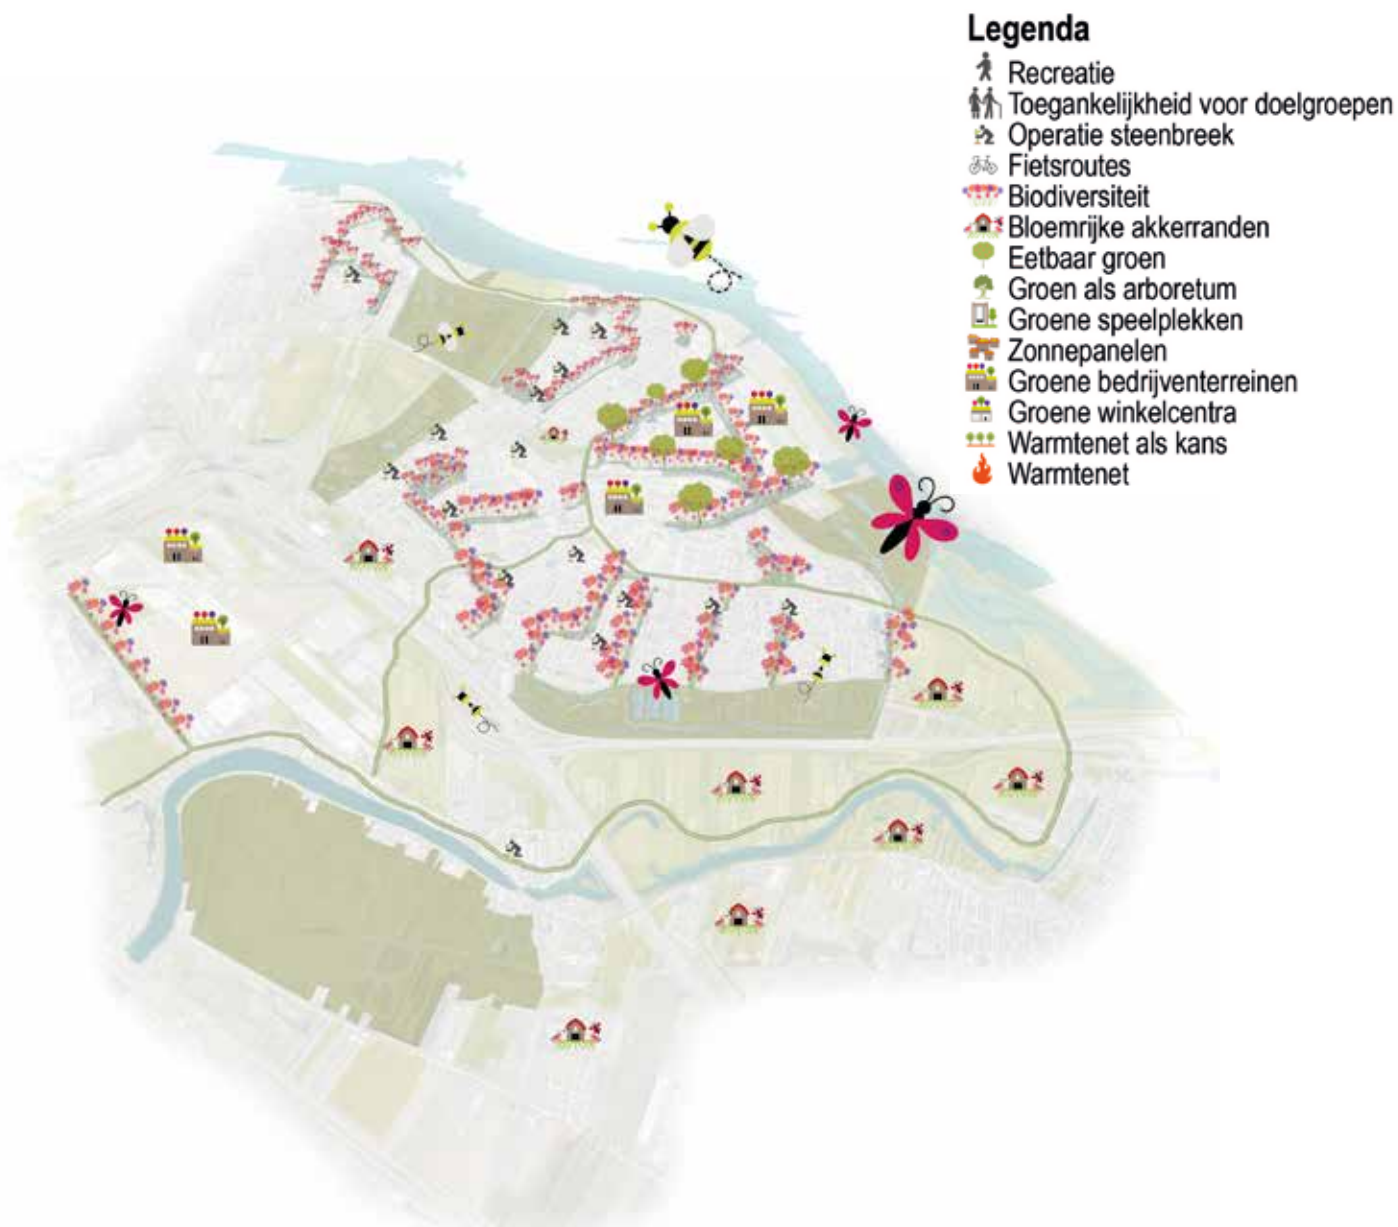 Legenda
Recreatie
Toegankelijkheid voor doelgroepen
Operatie steenbreek
Fietsroutes
Biodiversiteit
Bloemrijke akkerranden
Eetbaar groen
Groen als arboretum
Groene speelplekken
Zonnepanelen
Groene bedrijventerreinen
Groene winkelcentra
Warmtenet als kans
Warmtenet